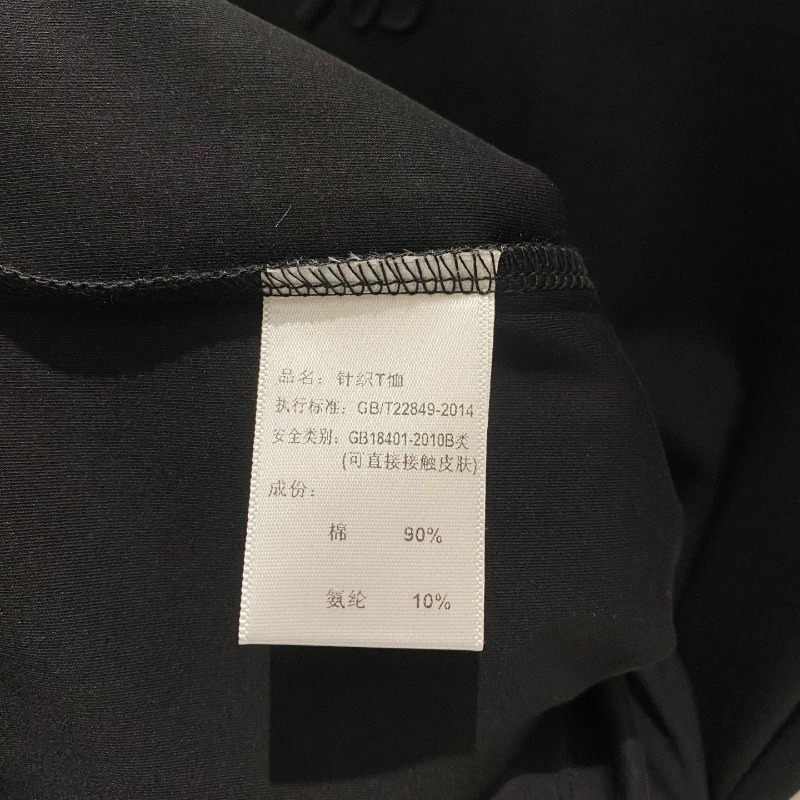 品名：针织T恤
执行标准：GB/T22849-2014
安全类别：GB18401-2010B类
(可直接接触皮肤)
成份：
棉 90%
氨纶 10%